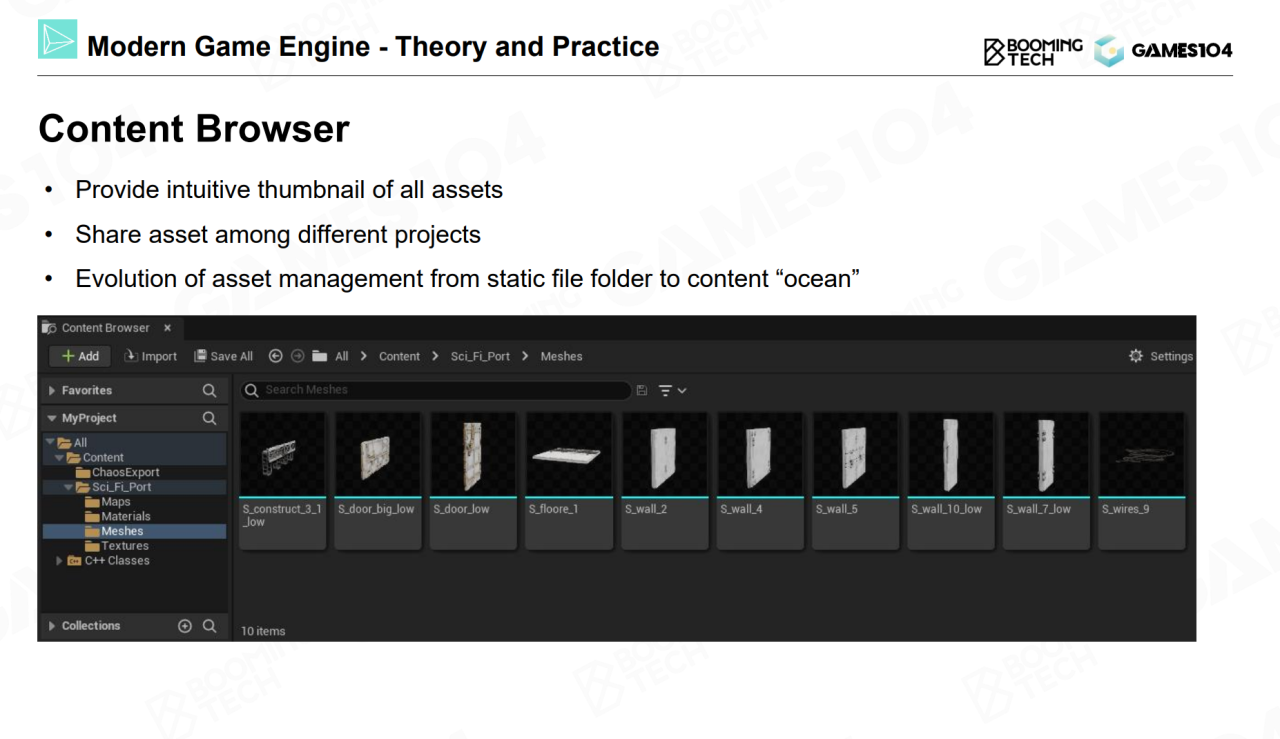 Modern Game Engine - Theory and Practice
BOOMING
TECH
GAMES104
Content Browser
• Provide intuitive thumbnail of all assets
• Share asset among different projects
• Evolution of asset management from static file folder to content “ocean”
Content Browser ×
+ Add Import Save All All > Content > Sci_Fi_Port > Meshes Settings
Favorites
Search Meshes
MyProject
All
Content
ChaosExport
Sci_Fi_Port
Maps
Materials
Meshes
Textures
C++ Classes
Collections
S_construct_3_1
_low
S_door_big_low
S_door_low
S_floore_1
S_wall_2
S_wall_4
S_wall_5
S_wall_10_low
S_wall_7_low
S_wires_9
10 items